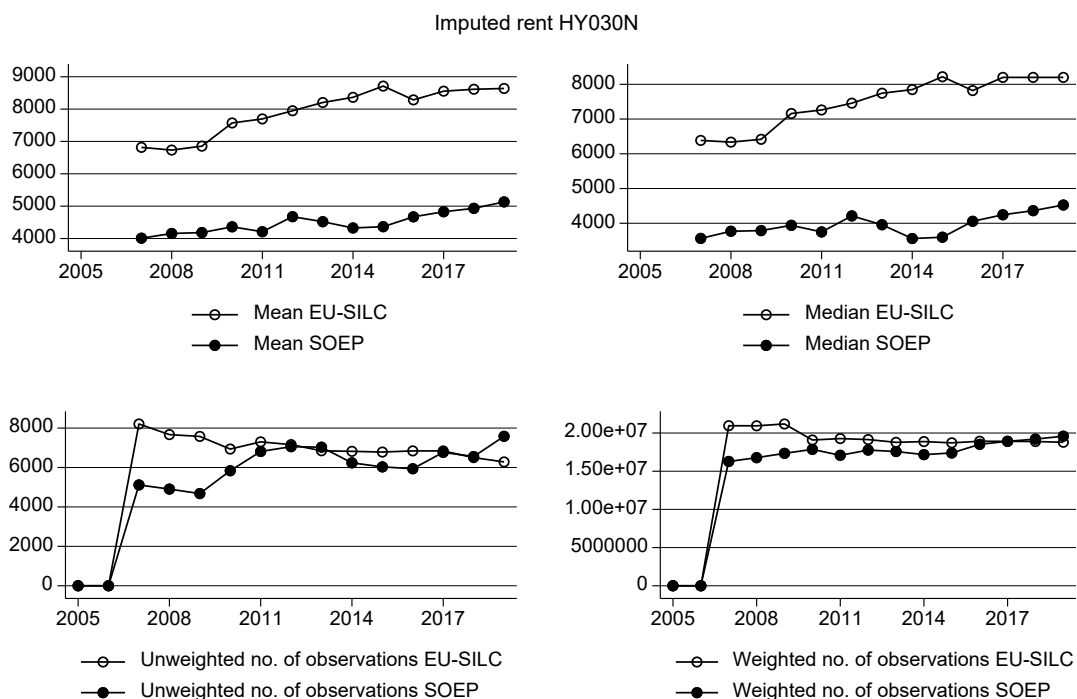 Imputed rent HY030N
9000
8000
7000
6000
5000
4000
2005 2008 2011 2014 2017
Mean EU-SILC
Mean SOEP
8000
6000
4000
2005 2008 2011 2014 2017
Median EU-SILC
Median SOEP
8000
6000
4000
2000
0
2005 2008 2011 2014 2017
Unweighted no. of observations EU-SILC
Unweighted no. of observations SOEP
2.00e+07
1.50e+07
1.00e+07
5000000
0
2005 2008 2011 2014 2017
Weighted no. of observations EU-SILC
Weighted no. of observations SOEP